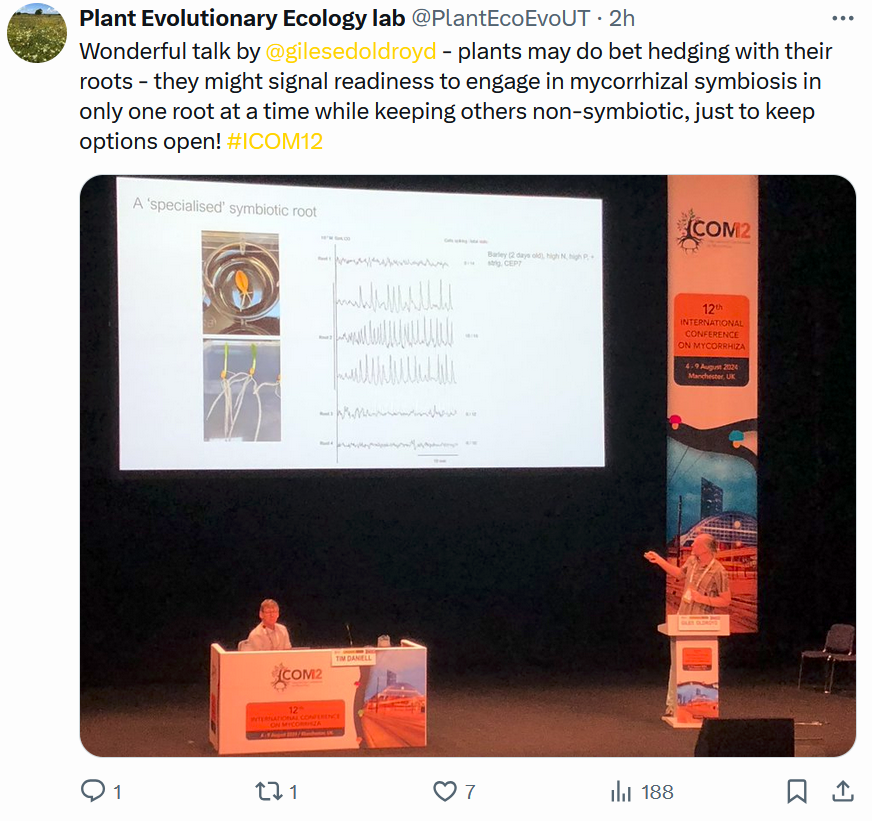 Plant Evolutionary Ecology lab @PlantEcoEvoUT · 2h
Wonderful talk by @gilesedoldroyd - plants may do bet hedging with their
roots - they might signal readiness to engage in mycorrhizal symbiosis in
only one root at a time while keeping others non-symbiotic, just to keep
options open! #ICOM12
A 'specialised' symbiotic root
Barley (2 days old), high N, high P, +
CEP7
Root 1
Root 2
Root 3
Root 4
ICOM12
12th
INTERNATIONAL
CONFERENCE
ON MYCORRHIZA
4 - 9 August 2024
Manchester, UK
GILES OLDROYD
TIM DANIELL
ICOM12
12th
INTERNATIONAL CONFERENCE
ON MYCORRHIZA
1
1
7
188